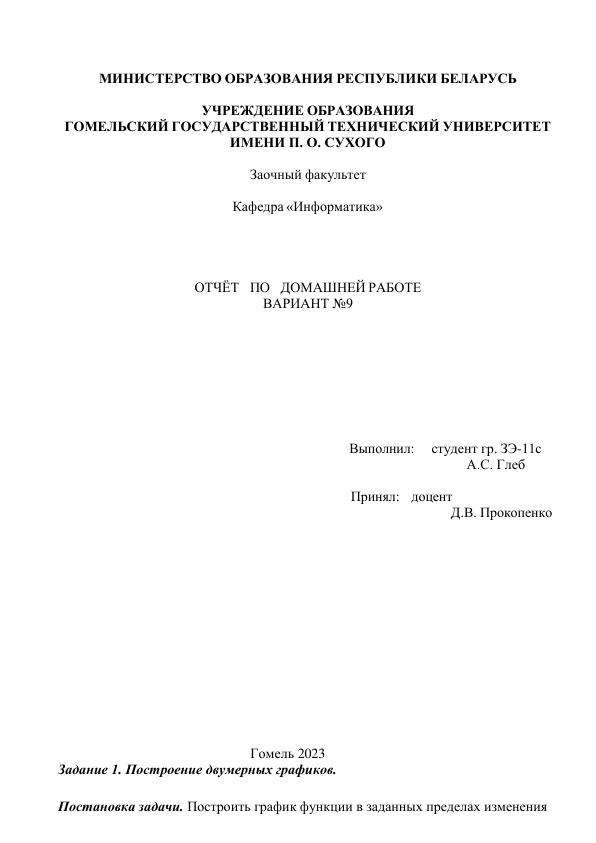 МИНИСТЕРСТВО ОБРАЗОВАНИЯ РЕСПУБЛИКИ БЕЛАРУСЬ
УЧРЕЖДЕНИЕ ОБРАЗОВАНИЯ
ГОМЕЛЬСКИЙ ГОСУДАРСТВЕННЫЙ ТЕХНИЧЕСКИЙ УНИВЕРСИТЕТ
ИМЕНИ П. О. СУХОГО
Заочный факультет
Кафедра «Информатика»
ОТЧЁТ ПО ДОМАШНЕЙ РАБОТЕ
ВАРИАНТ №9
Выполнил: студент гр. ЗЭ-11с
А.С. Глеб
Принял: доцент
Д.В. Прокопенко
Гомель 2023
Задание 1. Построение двумерных графиков.
Постановка задачи. Построить график функции в заданных пределах изменения